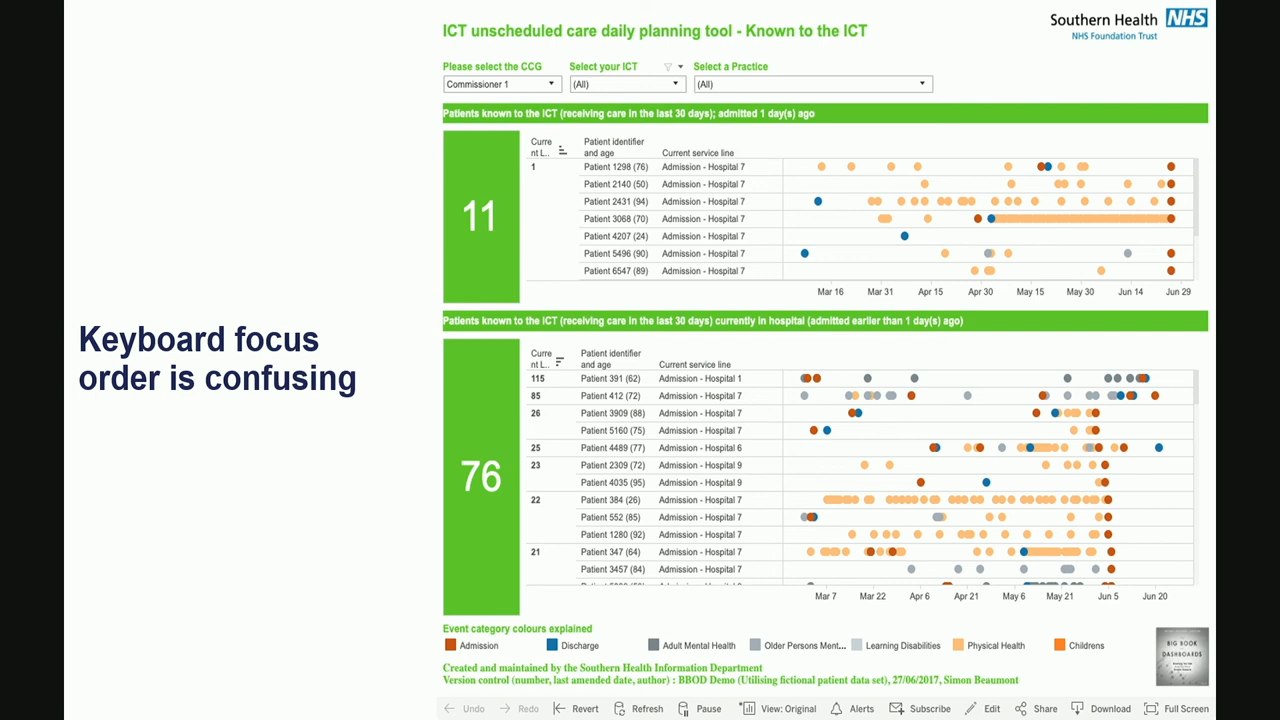 Keyboard focus
order is confusing
ICT unscheduled care daily planning tool - Known to the ICT
Southern Health NHS
NHS Foundation Trust
Please select the CCG
Select your ICT
Select a Practice
Commissioner 1
(All)
(All)
Patients known to the ICT (receiving care in the last 30 days); admitted 1 day(s) ago
11
Curre
nt L..
Patient identifier
and age
Current service line
1 Patient 1298 (76) Admission - Hospital 7
Patient 2140 (50) Admission - Hospital 7
Patient 2431 (94) Admission - Hospital 7
Patient 3068 (70) Admission - Hospital 7
Patient 4207 (24) Admission - Hospital 7
Patient 5496 (90) Admission - Hospital 7
Patient 6547 (89) Admission - Hospital 7
Mar 16 Mar 31 Apr 15 Apr 30 May 15 May 30 Jun 14 Jun 29
Patients known to the ICT (receiving care in the last 30 days) currently in hospital (admitted earlier than 1 day(s) ago)
76
Curre
nt L..
Patient identifier
and age
Current service line
115 Patient 391 (62) Admission - Hospital 1
85 Patient 412 (72) Admission - Hospital 7
26 Patient 3909 (88) Admission - Hospital 7
Patient 5160 (75) Admission - Hospital 7
25 Patient 4489 (77) Admission - Hospital 6
23 Patient 2309 (72) Admission - Hospital 9
Patient 4035 (95) Admission - Hospital 9
22 Patient 384 (26) Admission - Hospital 7
Patient 552 (85) Admission - Hospital 7
Patient 1280 (92) Admission - Hospital 7
21 Patient 347 (64) Admission - Hospital 7
Patient 3457 (84) Admission - Hospital 7
Mar 7 Mar 22 Apr 6 Apr 21 May 6 May 21 Jun 5 Jun 20
Event category colours explained
Admission Discharge Adult Mental Health Older Persons Ment... Learning Disabilities Physical Health Childrens
Created and maintained by the Southern Health Information Department
Version control (number, last amended date, author) : BBOD Demo (Utilising fictional patient data set), 27/06/2017, Simon Beaumont
BIG BOOK
DASHBOARDS
Undo Redo Revert Refresh Pause View: Original Alerts Subscribe Edit Share Download Full Screen